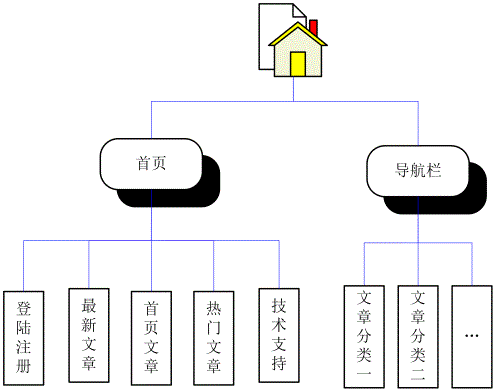 首页
导航栏
登陆注册
最新文章
首页文章
热门文章
技术支持
文章分类一
文章分类二
...